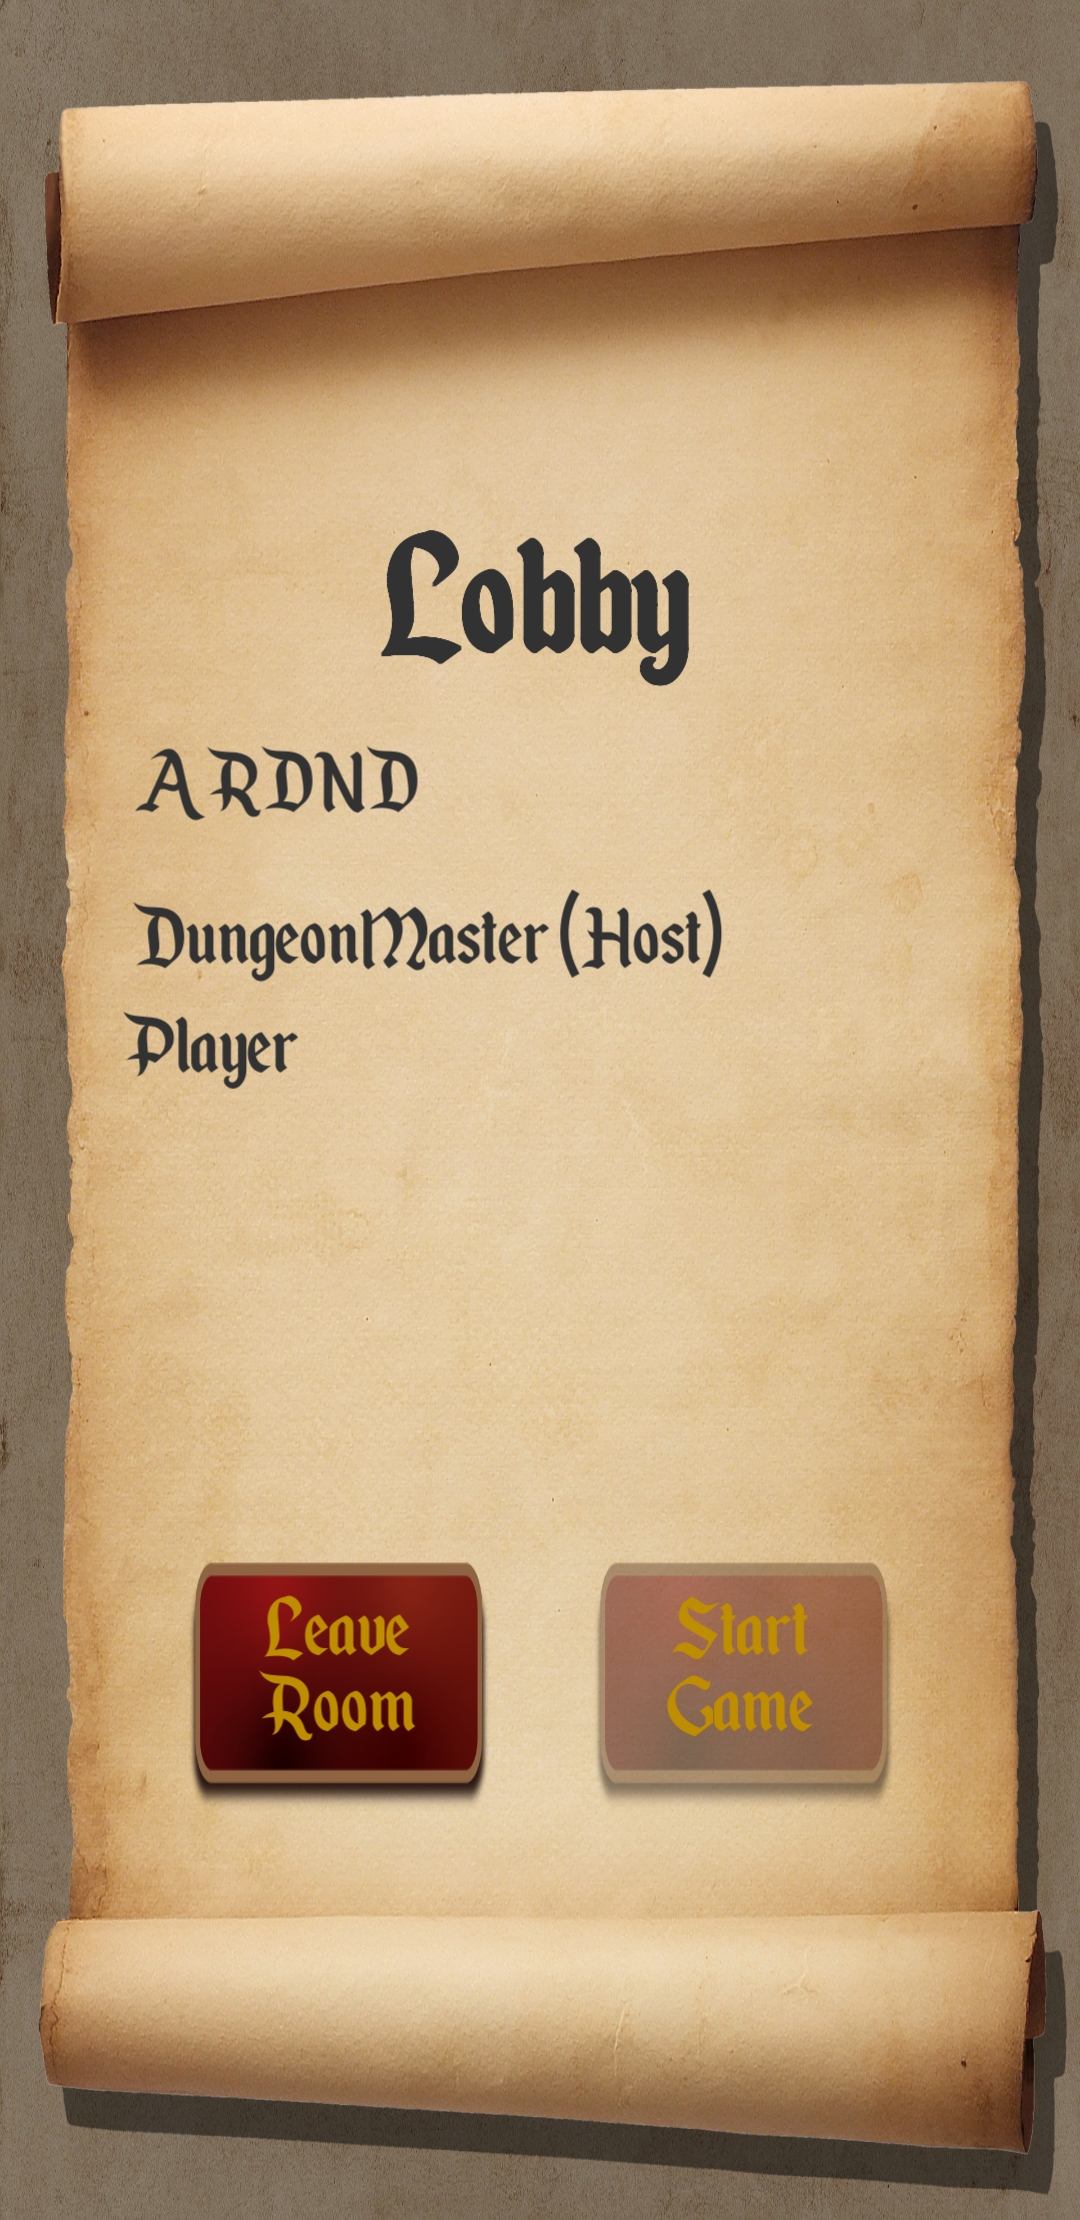 Lobby
ARDND
DungeonMaster (Host)
Player
Leave
Room
Start
Game